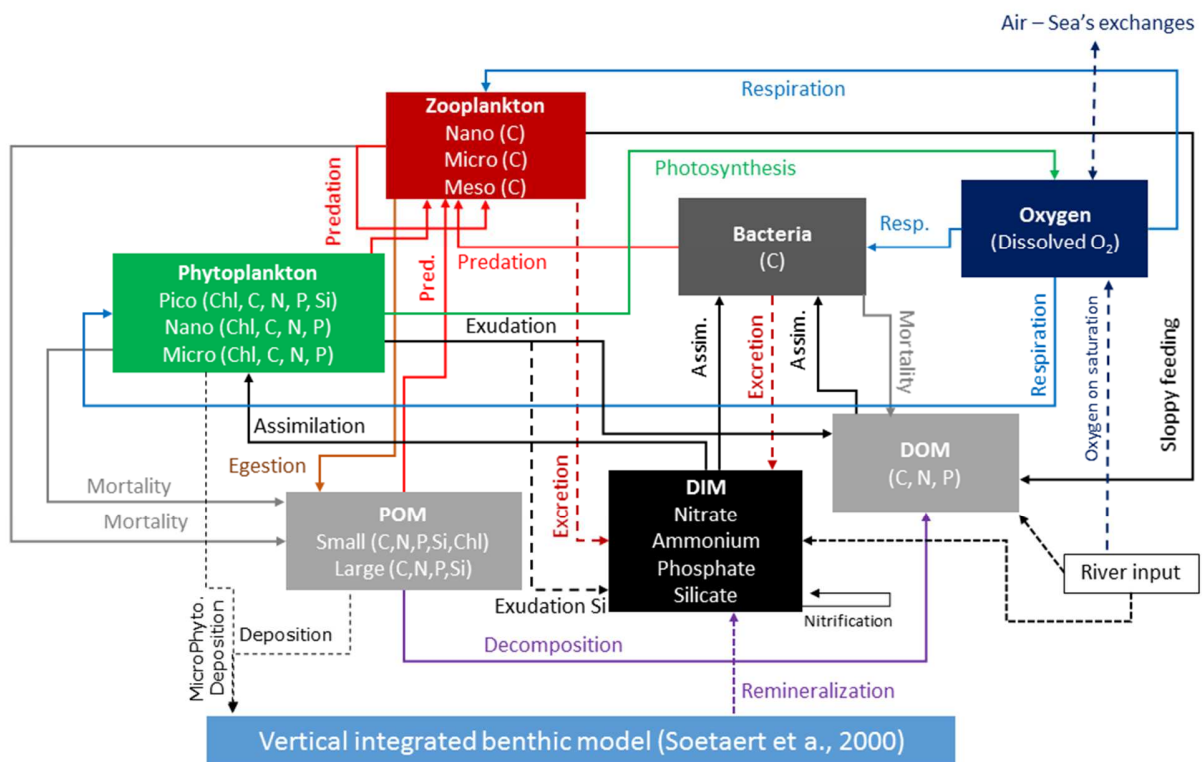 Air – Sea's exchanges
Respiration
Zooplankton
Nano (C)
Micro (C)
Meso (C)
Predation
Photosynthesis
Oxygen
(Dissolved O₂)
Resp.
Bacteria
(C)
Predation
Pred.
Phytoplankton
Pico (Chl, C, N, P, Si)
Nano (Chl, C, N, P)
Micro (Chl, C, N, P)
Exudation
Assim.
Excretion
Assim.
Mortality
Respiration
Oxygen on saturation
Sloppy feeding
Assimilation
Egestion
Excretion
DOM
(C, N, P)
Mortality
Mortality
POM
Small (C,N,P,Si,Chl)
Large (C,N,P,Si)
DIM
Nitrate
Ammonium
Phosphate
Silicate
River input
Exudation Si
Nitrification
MicroPhyto.
Deposition
Deposition
Decomposition
Remineralization
Vertical integrated benthic model (Soetaert et a., 2000)